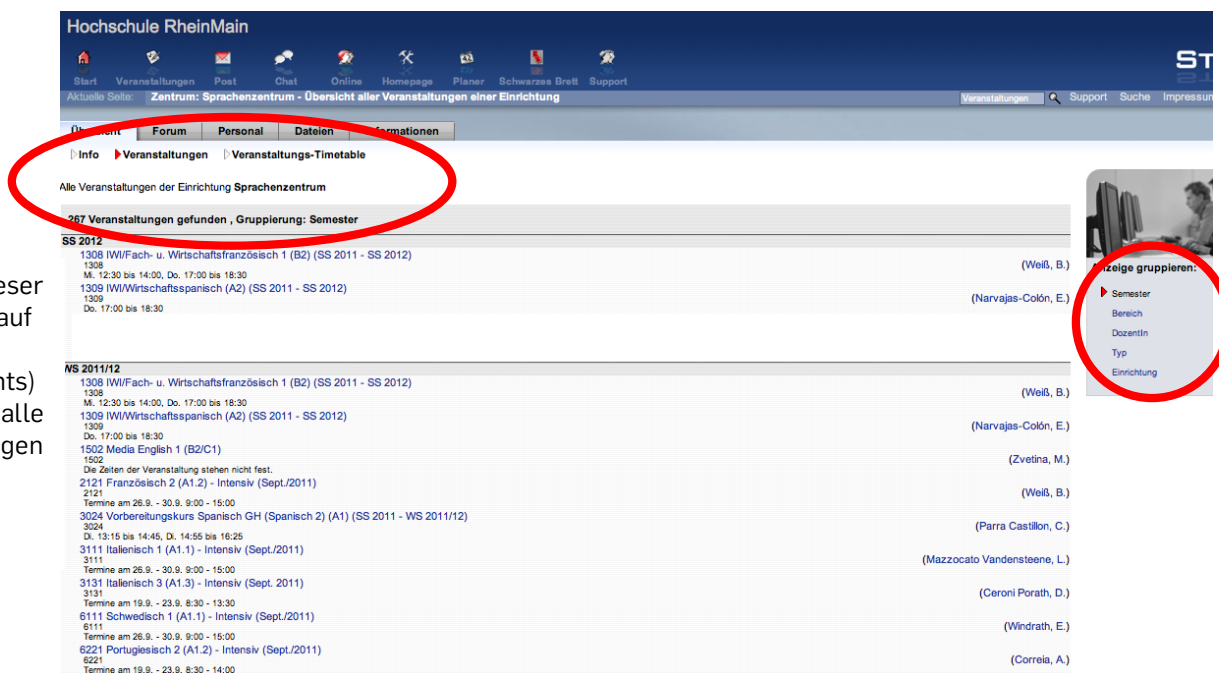 Hochschule RheinMain
Start Veranstaltungen Post Chat Online Homepage Planer Schwarzes Brett Support
Aktuelle Seite: Zentrum: Sprachenzentrum - Übersicht aller Veranstaltungen einer Einrichtung
Veranstaltungen Support Suche Impressum
Forum Personal Dateien
Info Veranstaltungen Veranstaltungs-Timetable
Alle Veranstaltungen der Einrichtung Sprachenzentrum
267 Veranstaltungen gefunden , Gruppierung: Semester
SS 2012
1308 IWI/Fach- u. Wirtschaftsfranzösisch 1 (B2) (SS 2011 - SS 2012)
1308
(Weiß, B.)
Mi. 12:30 bis 14:00, Do. 17:00 bis 18:30
1309 IWI/Wirtschaftsspanisch (A2) (SS 2011 - SS 2012)
1309
(Narvajas-Colón, E.)
Do. 17:00 bis 18:30
WS 2011/12
1308 IWI/Fach- u. Wirtschaftsfranzösisch 1 (B2) (SS 2011 - SS 2012)
1308
(Weiß, B.)
Mi. 12:30 bis 14:00, Do. 17:00 bis 18:30
1309 IWI/Wirtschaftsspanisch (A2) (SS 2011 - SS 2012)
1309
(Narvajas-Colón, E.)
Do. 17:00 bis 18:30
1502 Media English 1 (B2/C1)
1502
(Zvetina, M.)
Die Zeiten der Veranstaltung stehen nicht fest.
2121 Französisch 2 (A1.2) - Intensiv (Sept./2011)
2121
(Weiß, B.)
Termine am 26.9. - 30.9. 9:00 - 15:00
3024 Vorbereitungskurs Spanisch GH (Spanisch 2) (A1) (SS 2011 - WS 2011/12)
3024
(Parra Castillon, C.)
Di. 13:15 bis 14:45, Di. 14:55 bis 16:25
3111 Italienisch 1 (A1.1) - Intensiv (Sept./2011)
3111
(Mazzocato Vandensteene, L.)
Termine am 26.9. - 30.9. 9:00 - 15:00
3131 Italienisch 3 (A1.3) - Intensiv (Sept. 2011)
3131
(Ceroni Porath, D.)
Termine am 19.9. - 23.9. 8:30 - 13:30
6111 Schwedisch 1 (A1.1) - Intensiv (Sept./2011)
6111
(Windrath, E.)
Termine am 26.9. - 30.9. 9:00 - 15:00
6221 Portugiesisch 2 (A1.2) - Intensiv (Sept./2011)
6221
(Correia, A.)
Termine am 19.9. - 23.9. 8:30 - 14:00
Anzeige gruppieren:
Semester
Bereich
DozentIn
Typ
Einrichtung
eser
auf
nts)
alle
gen